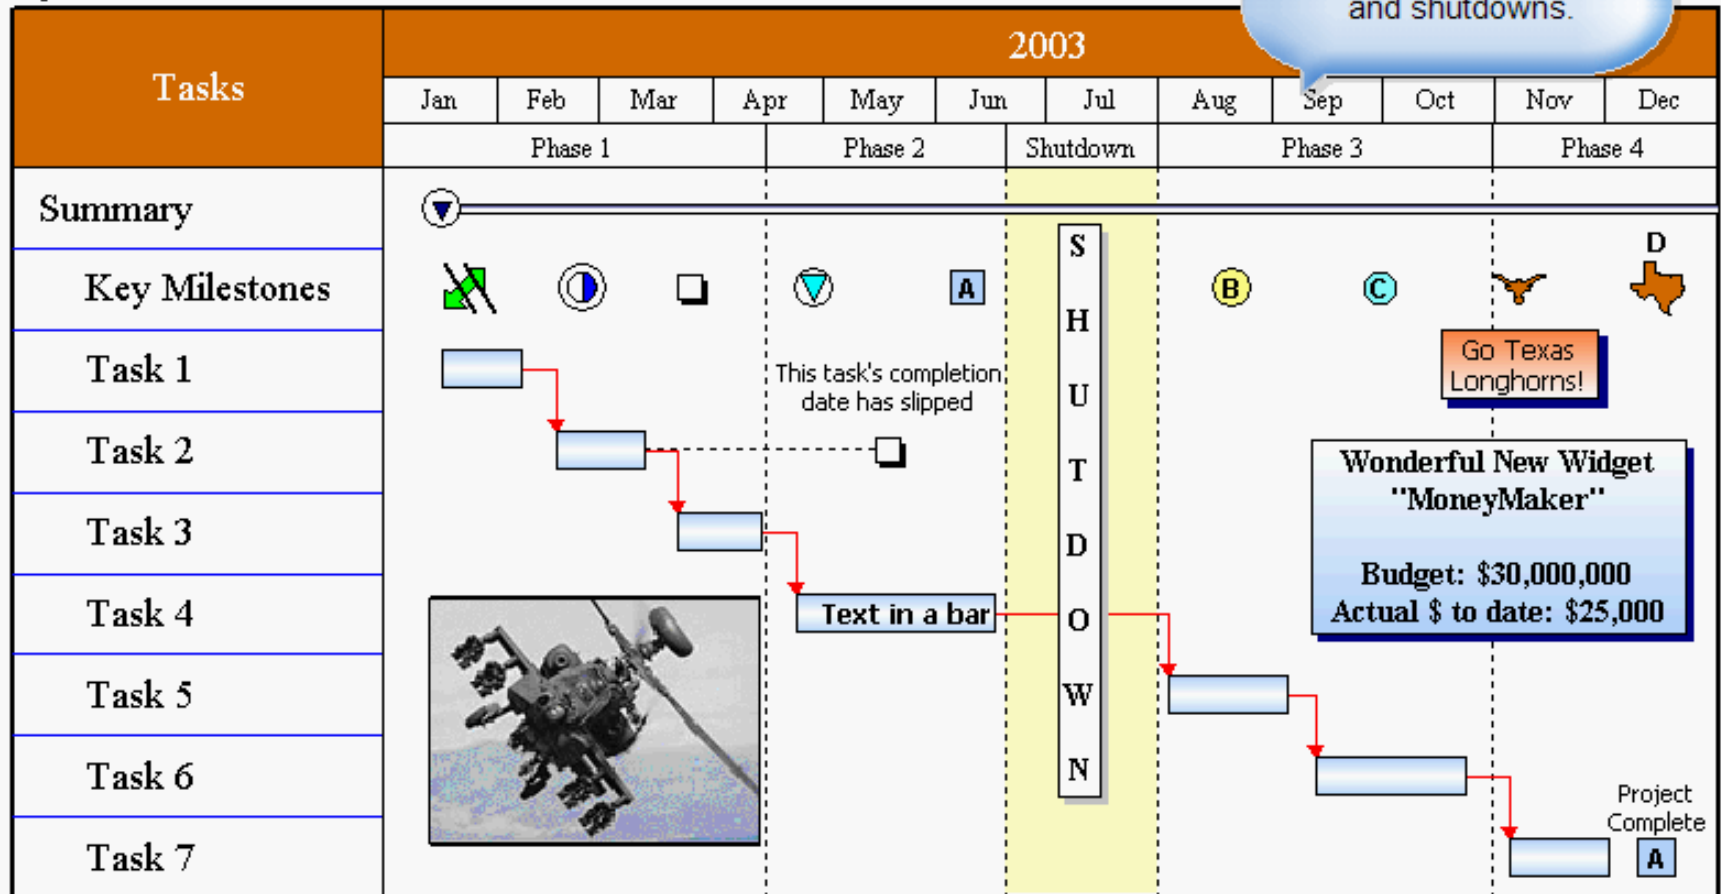 and shutdowns.
Tasks
2003
Jan Feb Mar Apr May Jun Jul Aug Sep Oct Nov Dec
Phase 1 Phase 2 Shutdown Phase 3 Phase 4
Summary
D
Key Milestones
A B C
Task 1
This task's completion
date has slipped
Go Texas
Longhorns!
Task 2
Task 3
Task 4
Text in a bar
Task 5
Task 6
Task 7
S
H
U
T
D
O
W
N
Wonderful New Widget
"MoneyMaker"
Budget: $30,000,000
Actual $ to date: $25,000
Project
Complete
A